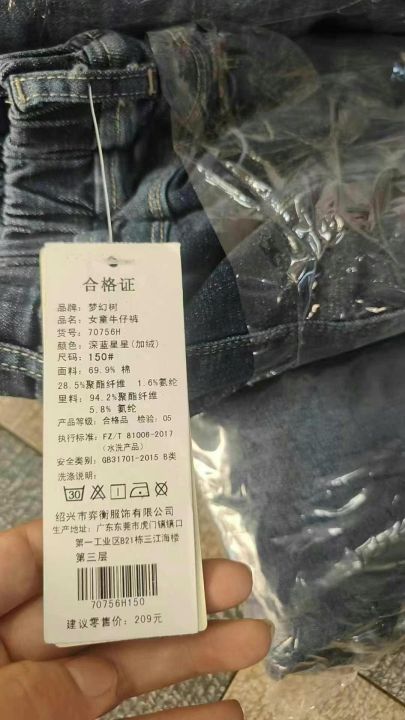 合格证
品牌: 梦幻树
品名: 女童牛仔裤
货号: 70756H
颜色: 深蓝星星(加绒)
尺码: 150#
面料: 69.9% 棉
28.5%聚酯纤维 1.6%氨纶
里料: 94.2%聚酯纤维
5.8% 氨纶
产品等级: 合格品 检验: 05
执行标准: FZ/T 81006-2017
(水洗产品)
安全类别: GB31701-2015 B类
洗涤说明:
30
绍兴市弈衡服饰有限公司
生产地址: 广东东莞市虎门镇镇口
第一工业区B21栋三江海楼
第三层
70756H150
建议零售价: 209元